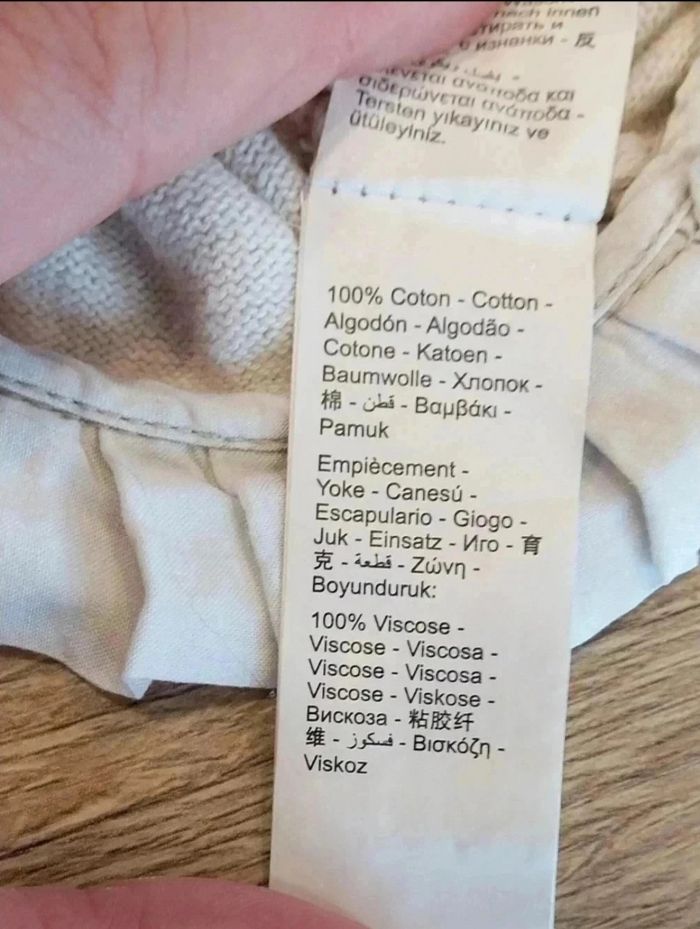 nach innen
стирать и
с изнанки - 反
ανάποδα και
σιδερώνεται ανάποδα -
Tersten yıkayınız ve
ütüleyiniz.
100% Coton - Cotton -
Algodón - Algodão -
Cotone - Katoen -
Baumwolle - Хлопок -
棉 - قطن - Βαμβάκι -
Pamuk
Empiècement -
Yoke - Canesú -
Escapulario - Giogo -
Juk - Einsatz - Иго - 育
克 - قطعة - Ζώνη -
Boyunduruk:
100% Viscose -
Viscose - Viscosa -
Viscose - Viscosa -
Viscose - Viskose -
Вискоза - 粘胶纤
维 - فسكوز - Βισκόζη -
Viskoz